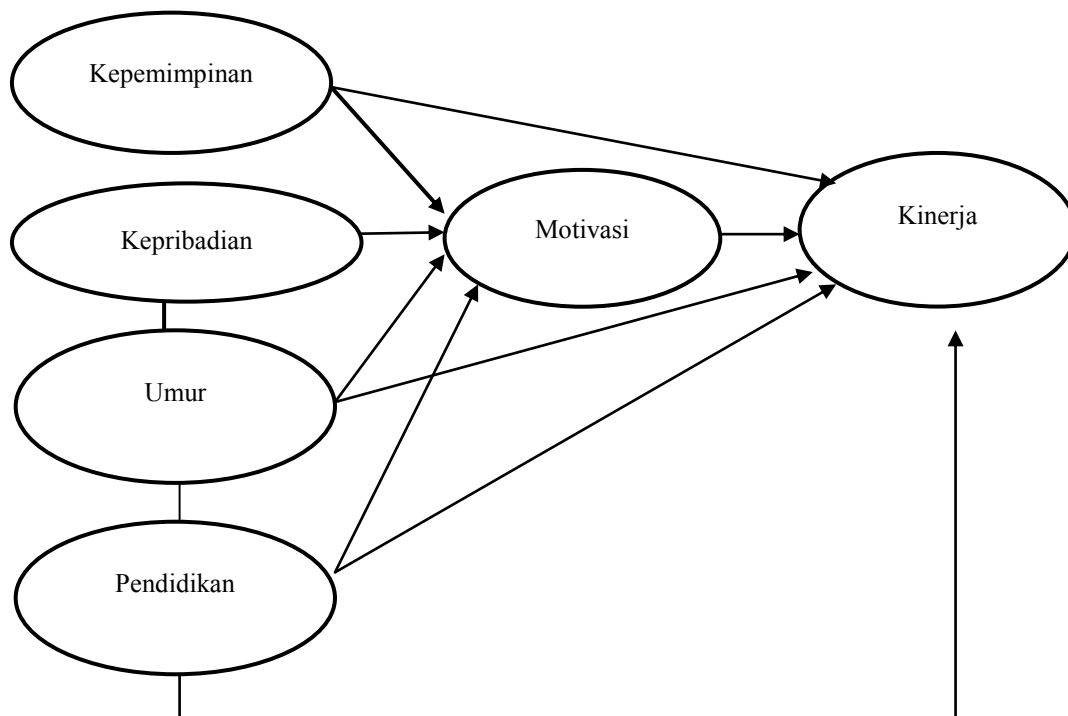 Kepemimpinan
Kepribadian
Motivasi
Kinerja
Umur
Pendidikan